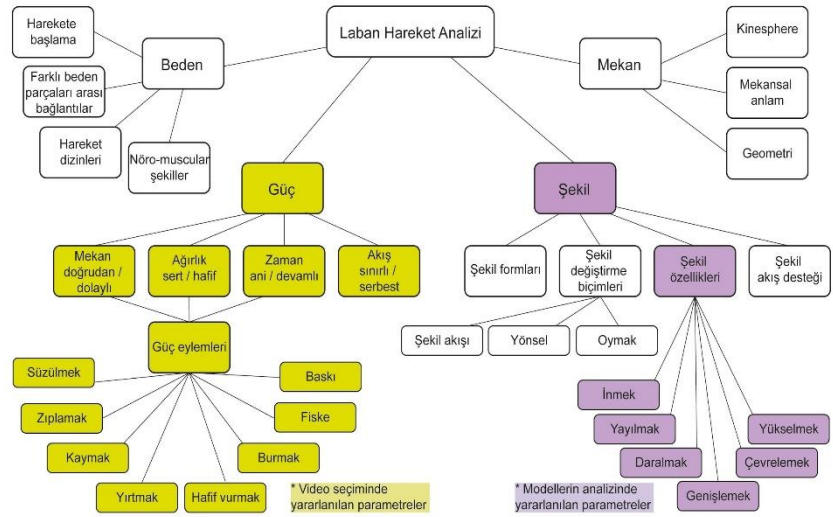 Laban Hareket Analizi
Harekete
başlama
Beden
Farklı beden
parçaları arası
bağlantılar
Hareket
dizinleri
Nöro-muscular
şekiller
Mekan
Kinesphere
Mekansal
anlam
Geometri
Güç
Mekan
doğrudan /
dolaylı
Ağırlık
sert / hafif
Zaman
ani / devamlı
Akış
sınırlı /
serbest
Güç eylemleri
Süzülmek
Zıplamak
Kaymak
Yırtmak
Hafif vurmak
Burmak
Fiske
Baskı
* Video seçiminde
yararlanılan parametreler
Şekil
Şekil formları
Şekil
değiştirme
biçimleri
Şekil
özellikleri
Şekil
akış desteği
Şekil akışı
Yönsel
Oymak
İnmek
Yayılmak
Daralmak
Genişlemek
Çevrelemek
Yükselmek
* Modellerin analizinde
yararlanılan parametreler